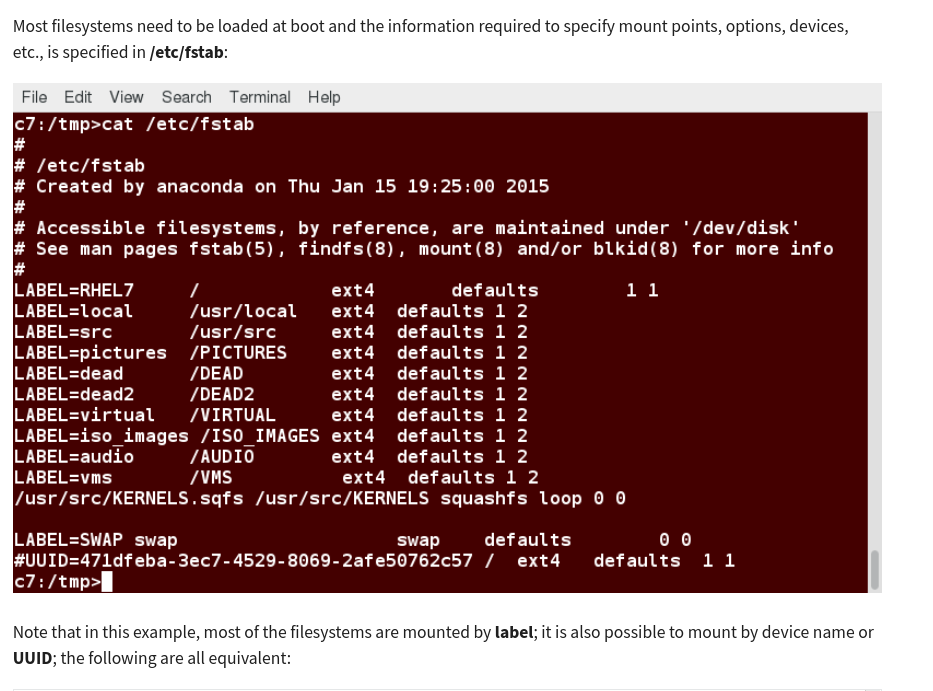 Most filesystems need to be loaded at boot and the information required to specify mount points, options, devices,
etc., is specified in /etc/fstab:
File Edit View Search Terminal Help
c7:/tmp>cat /etc/fstab
#
# /etc/fstab
# Created by anaconda on Thu Jan 15 19:25:00 2015
#
# Accessible filesystems, by reference, are maintained under '/dev/disk'
# See man pages fstab(5), findfs(8), mount(8) and/or blkid(8) for more info
#
LABEL=RHEL7 / ext4 defaults 1 1
LABEL=local /usr/local ext4 defaults 1 2
LABEL=src /usr/src ext4 defaults 1 2
LABEL=pictures /PICTURES ext4 defaults 1 2
LABEL=dead /DEAD ext4 defaults 1 2
LABEL=dead2 /DEAD2 ext4 defaults 1 2
LABEL=virtual /VIRTUAL ext4 defaults 1 2
LABEL=iso_images /ISO_IMAGES ext4 defaults 1 2
LABEL=audio /AUDIO ext4 defaults 1 2
LABEL=vms /VMS ext4 defaults 1 2
/usr/src/KERNELS.sqfs /usr/src/KERNELS squashfs loop 0 0
LABEL=SWAP swap swap defaults 0 0
#UUID=471dfeba-3ec7-4529-8069-2afe50762c57 / ext4 defaults 1 1
c7:/tmp>
Note that in this example, most of the filesystems are mounted by label; it is also possible to mount by device name or
UUID; the following are all equivalent: